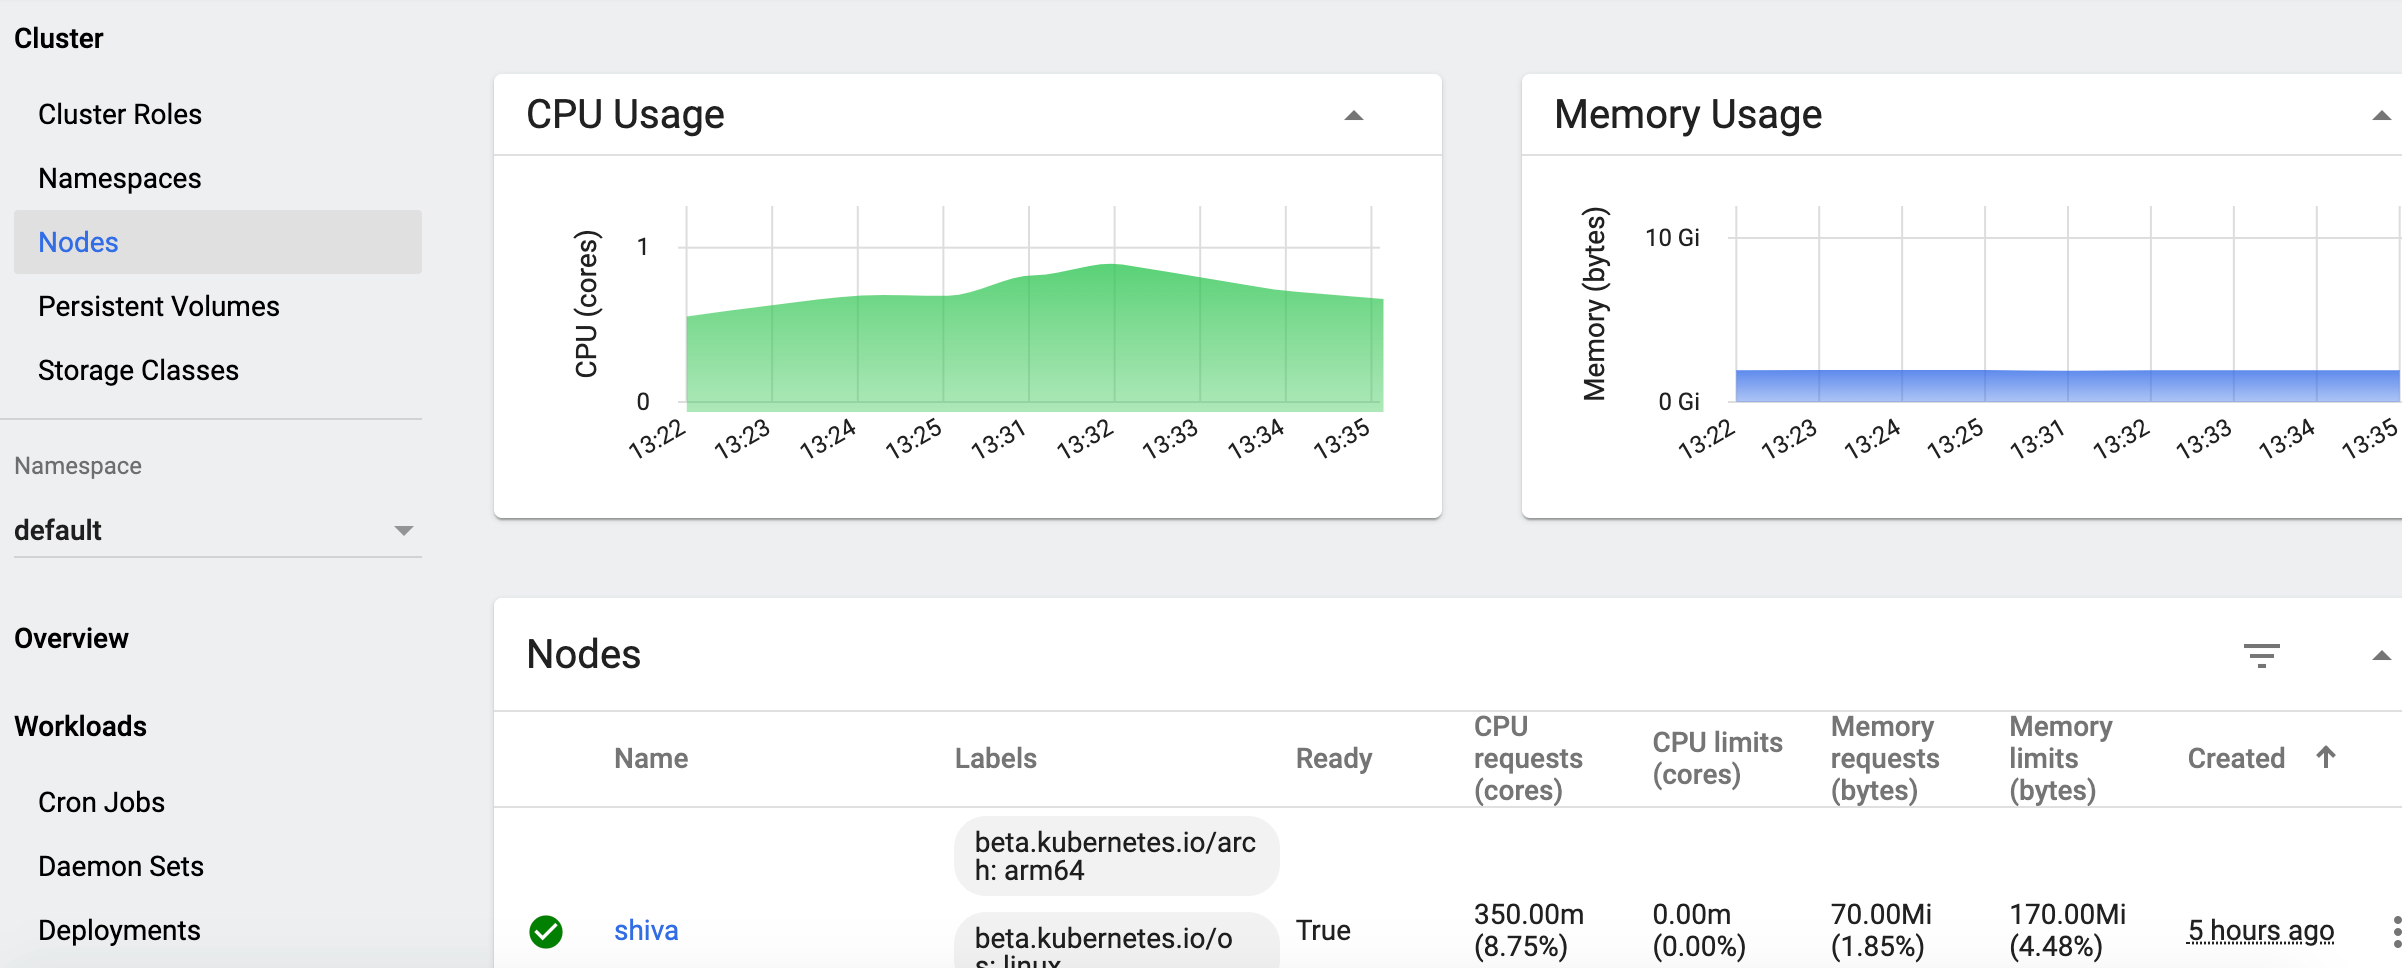 Cluster
Cluster Roles
Namespaces
Nodes
Persistent Volumes
Storage Classes
Namespace
default
Overview
Workloads
Cron Jobs
Daemon Sets
Deployments
CPU Usage
CPU (cores)
1
0
13:22
13:23
13:24
13:25
13:31
13:32
13:33
13:34
13:35
Memory Usage
Memory (bytes)
10 Gi
0 Gi
13:22
13:23
13:24
13:25
13:31
13:32
13:33
13:34
13:35
Nodes
Name
Labels
Ready
CPU
requests
(cores)
CPU limits
(cores)
Memory
requests
(bytes)
Memory
limits
(bytes)
Created
shiva
beta.kubernetes.io/arc
h: arm64
beta.kubernetes.io/o
s: linux
True
350.00m
(8.75%)
0.00m
(0.00%)
70.00Mi
(1.85%)
170.00Mi
(4.48%)
5 hours ago